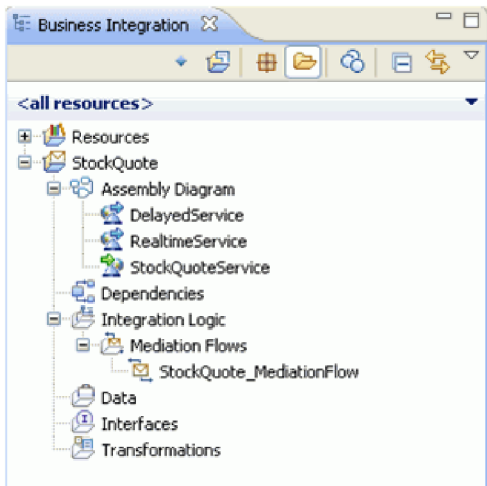 Business Integration
<all resources>
Resources
StockQuote
Assembly Diagram
DelayedService
RealtimeService
StockQuoteService
Dependencies
Integration Logic
Mediation Flows
StockQuote_MediationFlow
Data
Interfaces
Transformations